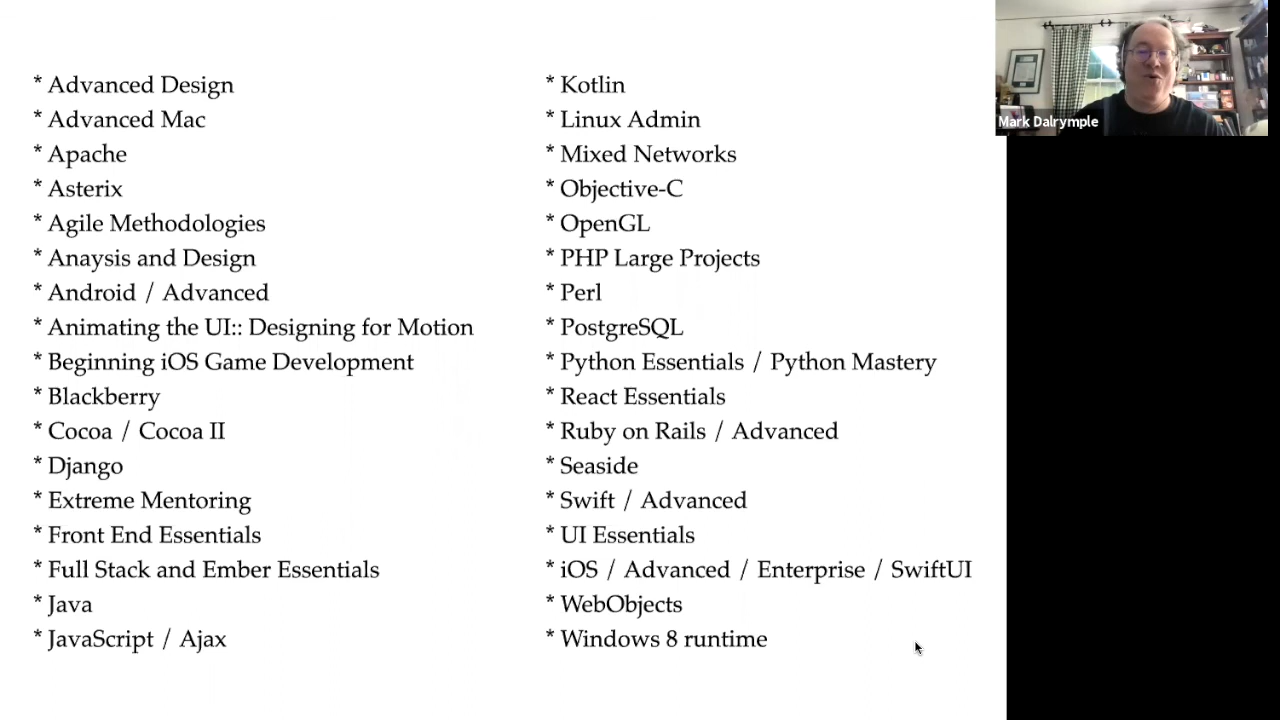 * Advanced Design
* Advanced Mac
* Apache
* Asterix
* Agile Methodologies
* Anaysis and Design
* Android / Advanced
* Animating the UI:: Designing for Motion
* Beginning iOS Game Development
* Blackberry
* Cocoa / Cocoa II
* Django
* Extreme Mentoring
* Front End Essentials
* Full Stack and Ember Essentials
* Java
* JavaScript / Ajax
* Kotlin
* Linux Admin
* Mixed Networks
* Objective-C
* OpenGL
* PHP Large Projects
* Perl
* PostgreSQL
* Python Essentials / Python Mastery
* React Essentials
* Ruby on Rails / Advanced
* Seaside
* Swift / Advanced
* UI Essentials
* iOS / Advanced / Enterprise / SwiftUI
* WebObjects
* Windows 8 runtime
Mark Dalrymple